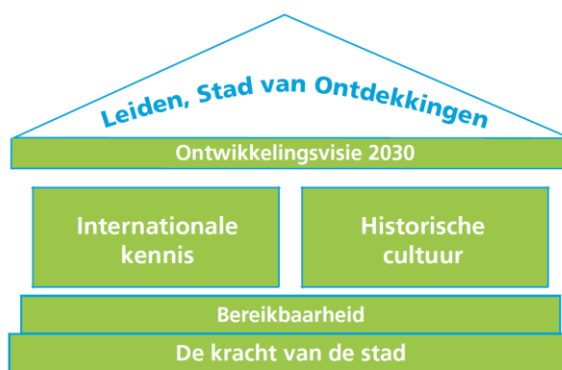 Leiden, Stad van Ontdekkingen
Ontwikkelingsvisie 2030
Internationale
kennis
Historische
cultuur
Bereikbaarheid
De kracht van de stad